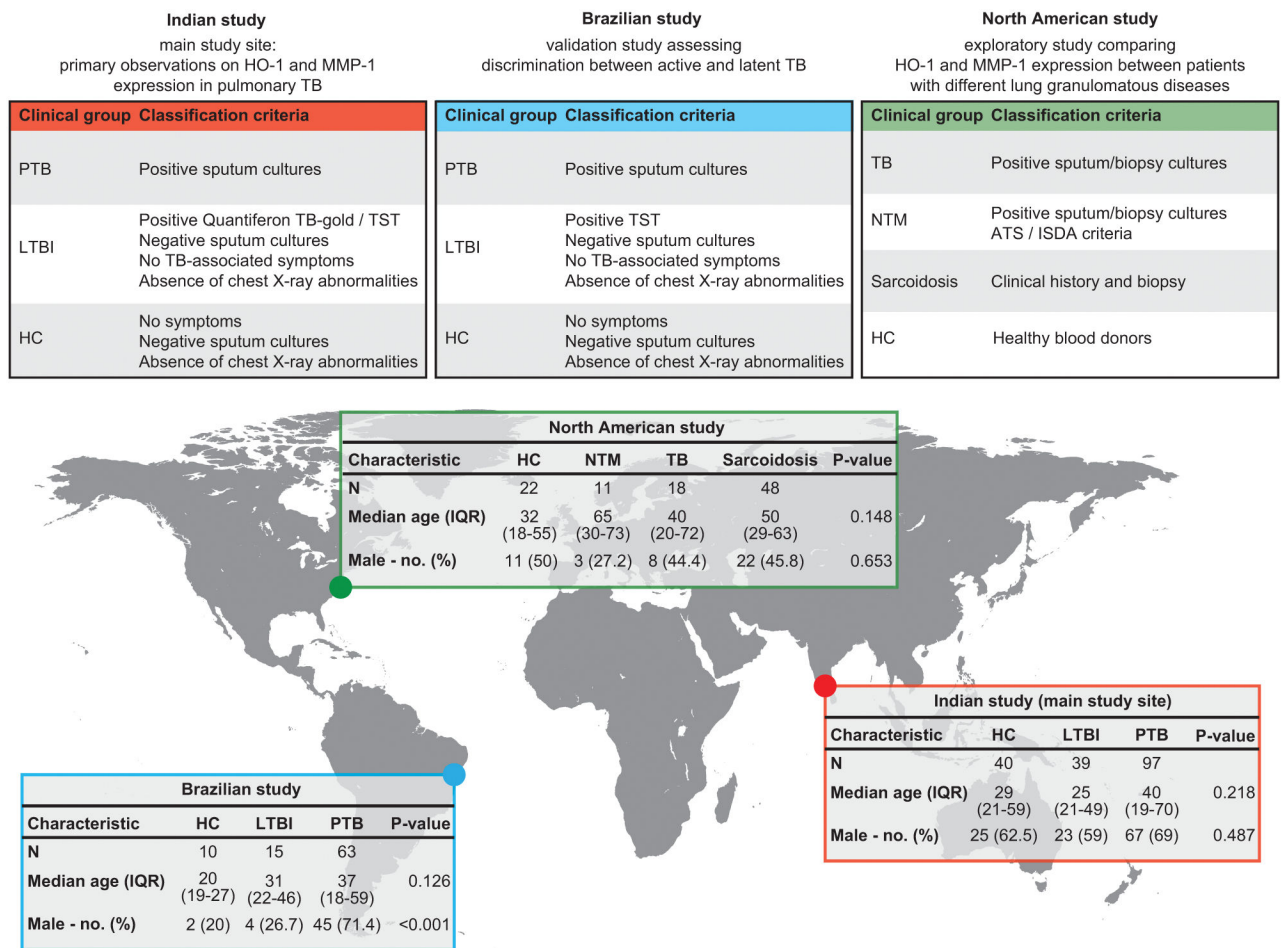 Indian study
main study site:
primary observations on HO-1 and MMP-1
expression in pulmonary TB
Clinical group Classification criteria
PTB Positive sputum cultures
LTBI
Positive Quantiferon TB-gold / TST
Negative sputum cultures
No TB-associated symptoms
Absence of chest X-ray abnormalities
HC
No symptoms
Negative sputum cultures
Absence of chest X-ray abnormalities
Brazilian study
validation study assessing
discrimination between active and latent TB
Clinical group Classification criteria
PTB Positive sputum cultures
LTBI
Positive TST
Negative sputum cultures
No TB-associated symptoms
Absence of chest X-ray abnormalities
HC
No symptoms
Negative sputum cultures
Absence of chest X-ray abnormalities
North American study
exploratory study comparing
HO-1 and MMP-1 expression between patients
with different lung granulomatous diseases
Clinical group Classification criteria
TB Positive sputum/biopsy cultures
NTM
Positive sputum/biopsy cultures
ATS / ISDA criteria
Sarcoidosis Clinical history and biopsy
HC Healthy blood donors
North American study
Characteristic HC NTM TB Sarcoidosis P-value
N 22 11 18 48
Median age (IQR) 32 65 40 50 0.148
(18-55) (30-73) (20-72) (29-63)
Male - no. (%) 11 (50) 3 (27.2) 8 (44.4) 22 (45.8) 0.653
Indian study (main study site)
Characteristic HC LTBI PTB P-value
N 40 39 97
Median age (IQR) 29 25 40 0.218
(21-59) (21-49) (19-70)
Male - no. (%) 25 (62.5) 23 (59) 67 (69) 0.487
Brazilian study
Characteristic HC LTBI PTB P-value
N 10 15 63
Median age (IQR) 20 31 37 0.126
(19-27) (22-46) (18-59)
Male - no. (%) 2 (20) 4 (26.7) 45 (71.4) <0.001